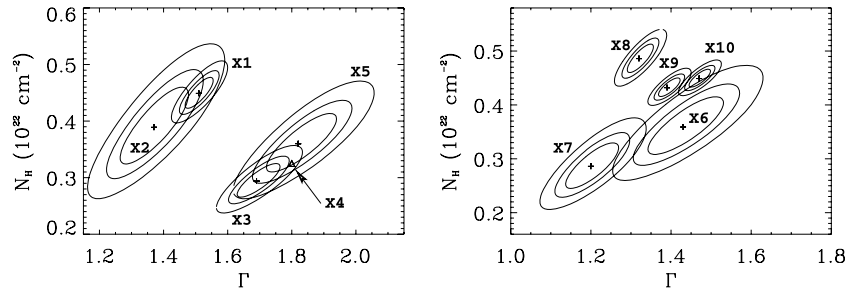 0.6
0.5
0.4
0.3
0.2
N_H (10^22 cm^-2)
X1
X2
X3
X4
X5
1.2 1.4 1.6 1.8 2.0
Γ
0.5
0.4
0.3
0.2
N_H (10^22 cm^-2)
X8
X9
X10
X6
X7
1.0 1.2 1.4 1.6 1.8
Γ